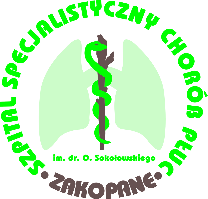 SZPITAL SPECJALISTYCZNY CHORÓB PŁUC
im. dr. O. Sokołowskiego
• ZAKOPANE •